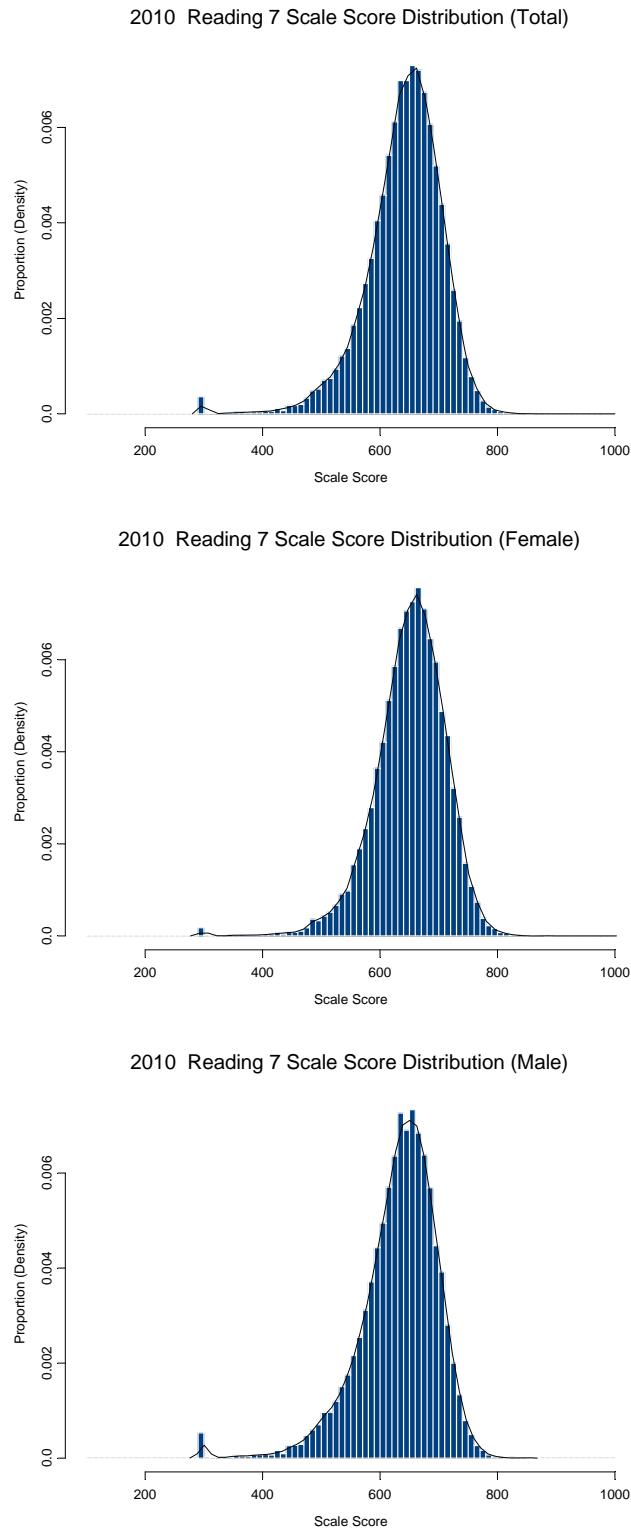 2010 Reading 7 Scale Score Distribution (Total)
Proportion (Density)
0.006
0.004
0.002
0.0
200 400 600 800 1000
Scale Score
2010 Reading 7 Scale Score Distribution (Female)
Proportion (Density)
0.006
0.004
0.002
0.0
200 400 600 800 1000
Scale Score
2010 Reading 7 Scale Score Distribution (Male)
Proportion (Density)
0.006
0.004
0.002
0.0
200 400 600 800 1000
Scale Score